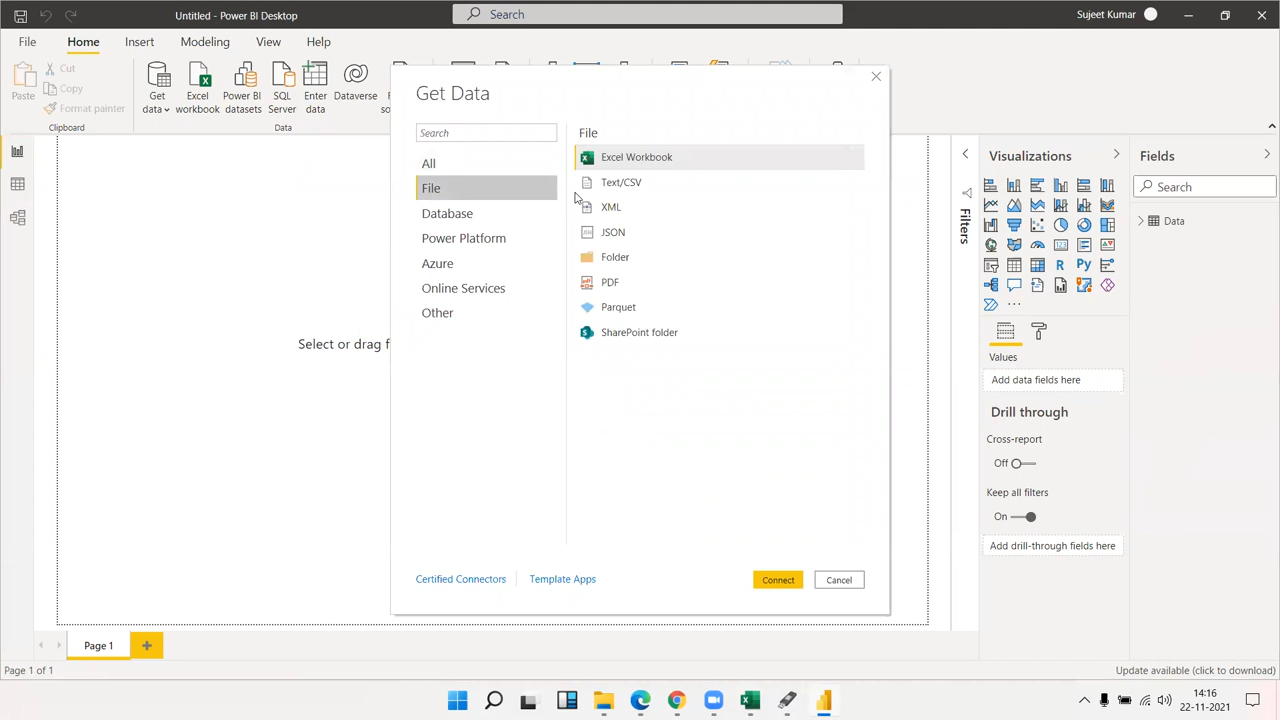 Untitled - Power BI Desktop
Search
Sujeet Kumar
File
Home
Insert
Modeling
View
Help
Paste
Cut
Copy
Format painter
Clipboard
Get data
Excel workbook
Power BI datasets
SQL Server
Enter data
Dataverse
Data
Get Data
Search
All
File
Database
Power Platform
Azure
Online Services
Other
File
Excel Workbook
Text/CSV
XML
JSON
Folder
PDF
Parquet
SharePoint folder
Certified Connectors
Template Apps
Connect
Cancel
Select or drag f
Filters
Visualizations
R
Py
Values
Add data fields here
Drill through
Cross-report
Off
Keep all filters
On
Add drill-through fields here
Fields
Search
Data
Page 1
Page 1 of 1
Update available (click to download)
14:16
22-11-2021